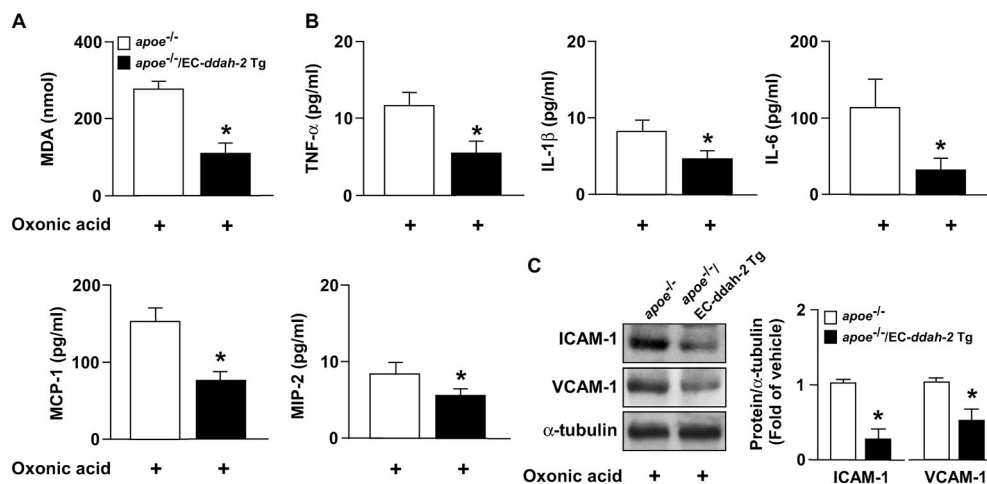 A
apoe-/-
apoe-/-/EC-ddah-2 Tg
MDA (nmol)
400
300
200
100
0
Oxonic acid + +
B
TNF-α (pg/ml)
20
10
0
+ +
IL-1β (pg/ml)
20
10
0
+ +
IL-6 (pg/ml)
200
100
0
+ +
*
*
*
*
MCP-1 (pg/ml)
150
75
0
Oxonic acid + +
*
MIP-2 (pg/ml)
20
10
0
+ +
*
C
apoe-/-
apoe-/-/
EC-ddah-2 Tg
ICAM-1
VCAM-1
α-tubulin
Oxonic acid + +
apoe-/-
apoe-/-/EC-ddah-2 Tg
Protein/α-tubulin
(Fold of vehicle)
2
1
0
*
*
ICAM-1 VCAM-1